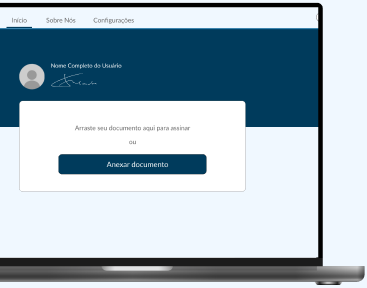 Início Sobre Nós Configurações
Nome Completo do Usuário
Arraste seu documento aqui para assinar
ou
Anexar documento